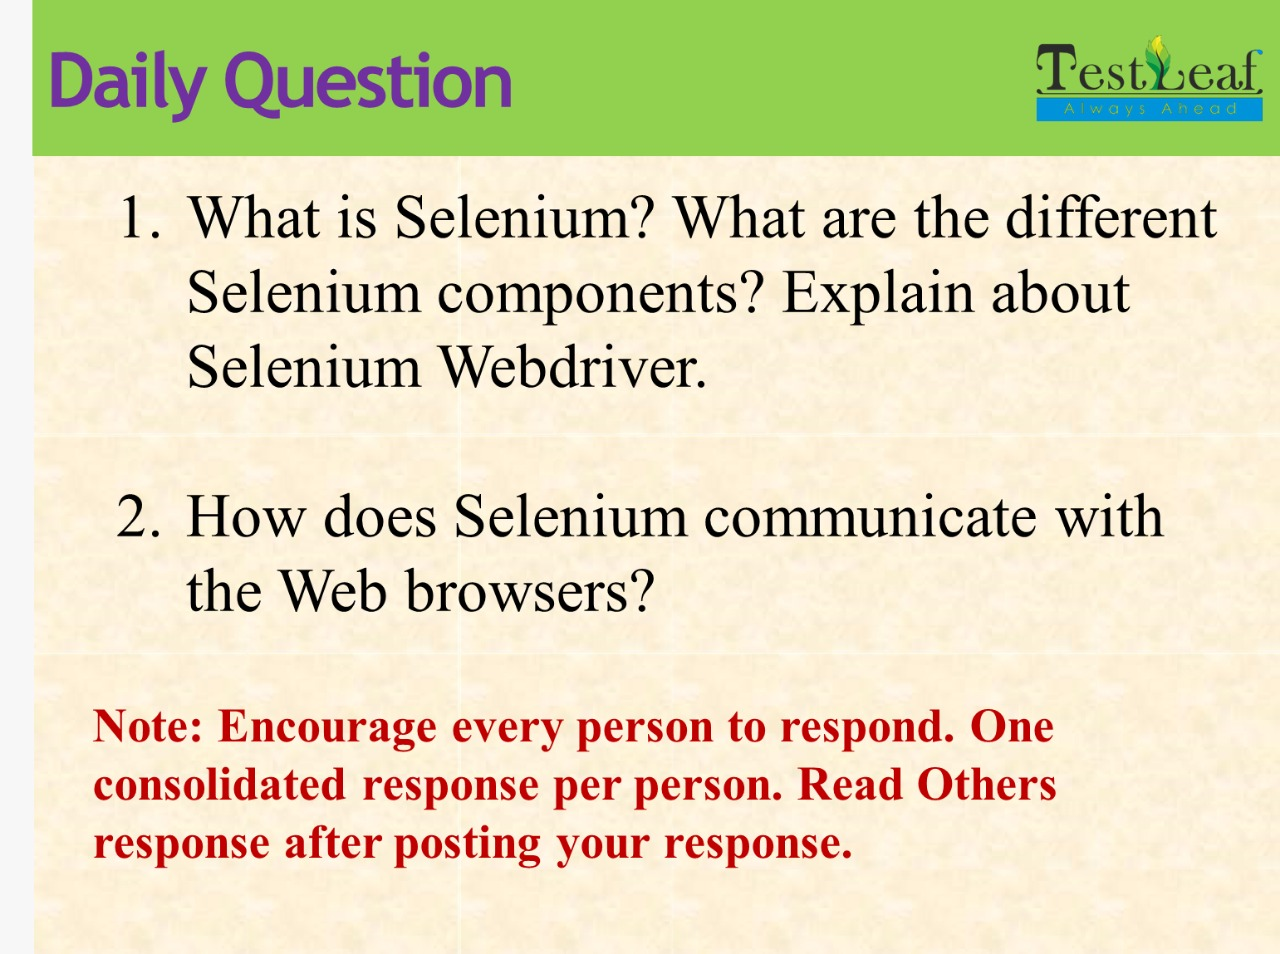 Daily Question
TestLeaf
Always Ahead
1. What is Selenium? What are the different
Selenium components? Explain about
Selenium Webdriver.
2. How does Selenium communicate with
the Web browsers?
Note: Encourage every person to respond. One
consolidated response per person. Read Others
response after posting your response.